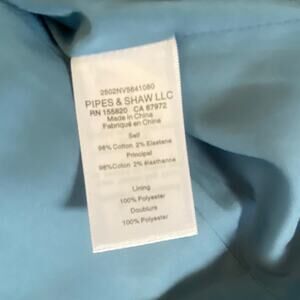 2502NV5641080
PIPES & SHAW LLC
RN 155820 CA 67972
Made in China
Fabriqué en China
Self
98% Cotton 2% Elastane
Principal
98%Coton 2% élasthanne
Lining
100% Polyester
Doublure
100% Polyester